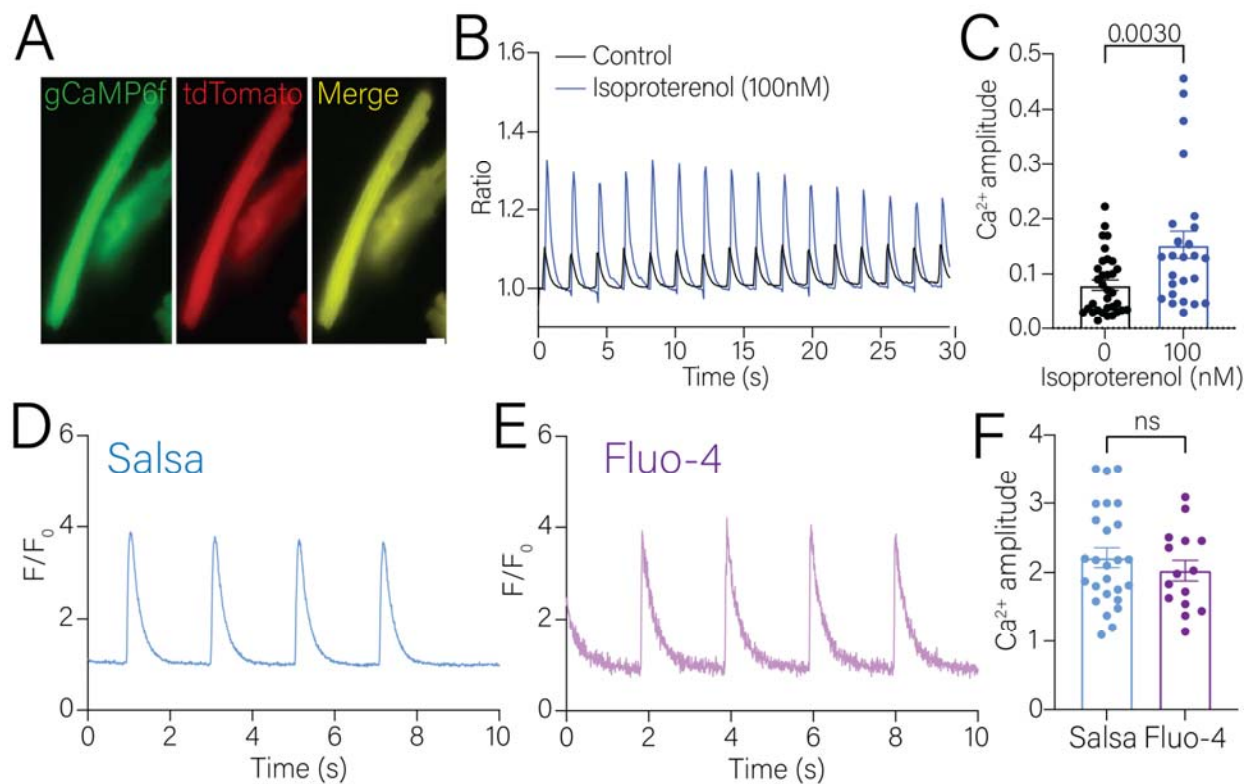 A
gCaMP6f
tdTomato
Merge
B
1.6
1.4
1.2
1.0
Ratio
Control
Isoproterenol (100nM)
0
5
10
15
20
25
30
Time (s)
C
0.0030
0.5
0.4
0.3
0.2
0.1
0.0
Ca²⁺ amplitude
0
100
Isoproterenol (nM)
D
Salsa
6
4
2
0
F/F₀
0
2
4
6
8
10
Time (s)
E
Fluo-4
6
4
2
0
F/F₀
0
2
4
6
8
10
Time (s)
F
ns
4
3
2
1
0
Ca²⁺ amplitude
Salsa Fluo-4